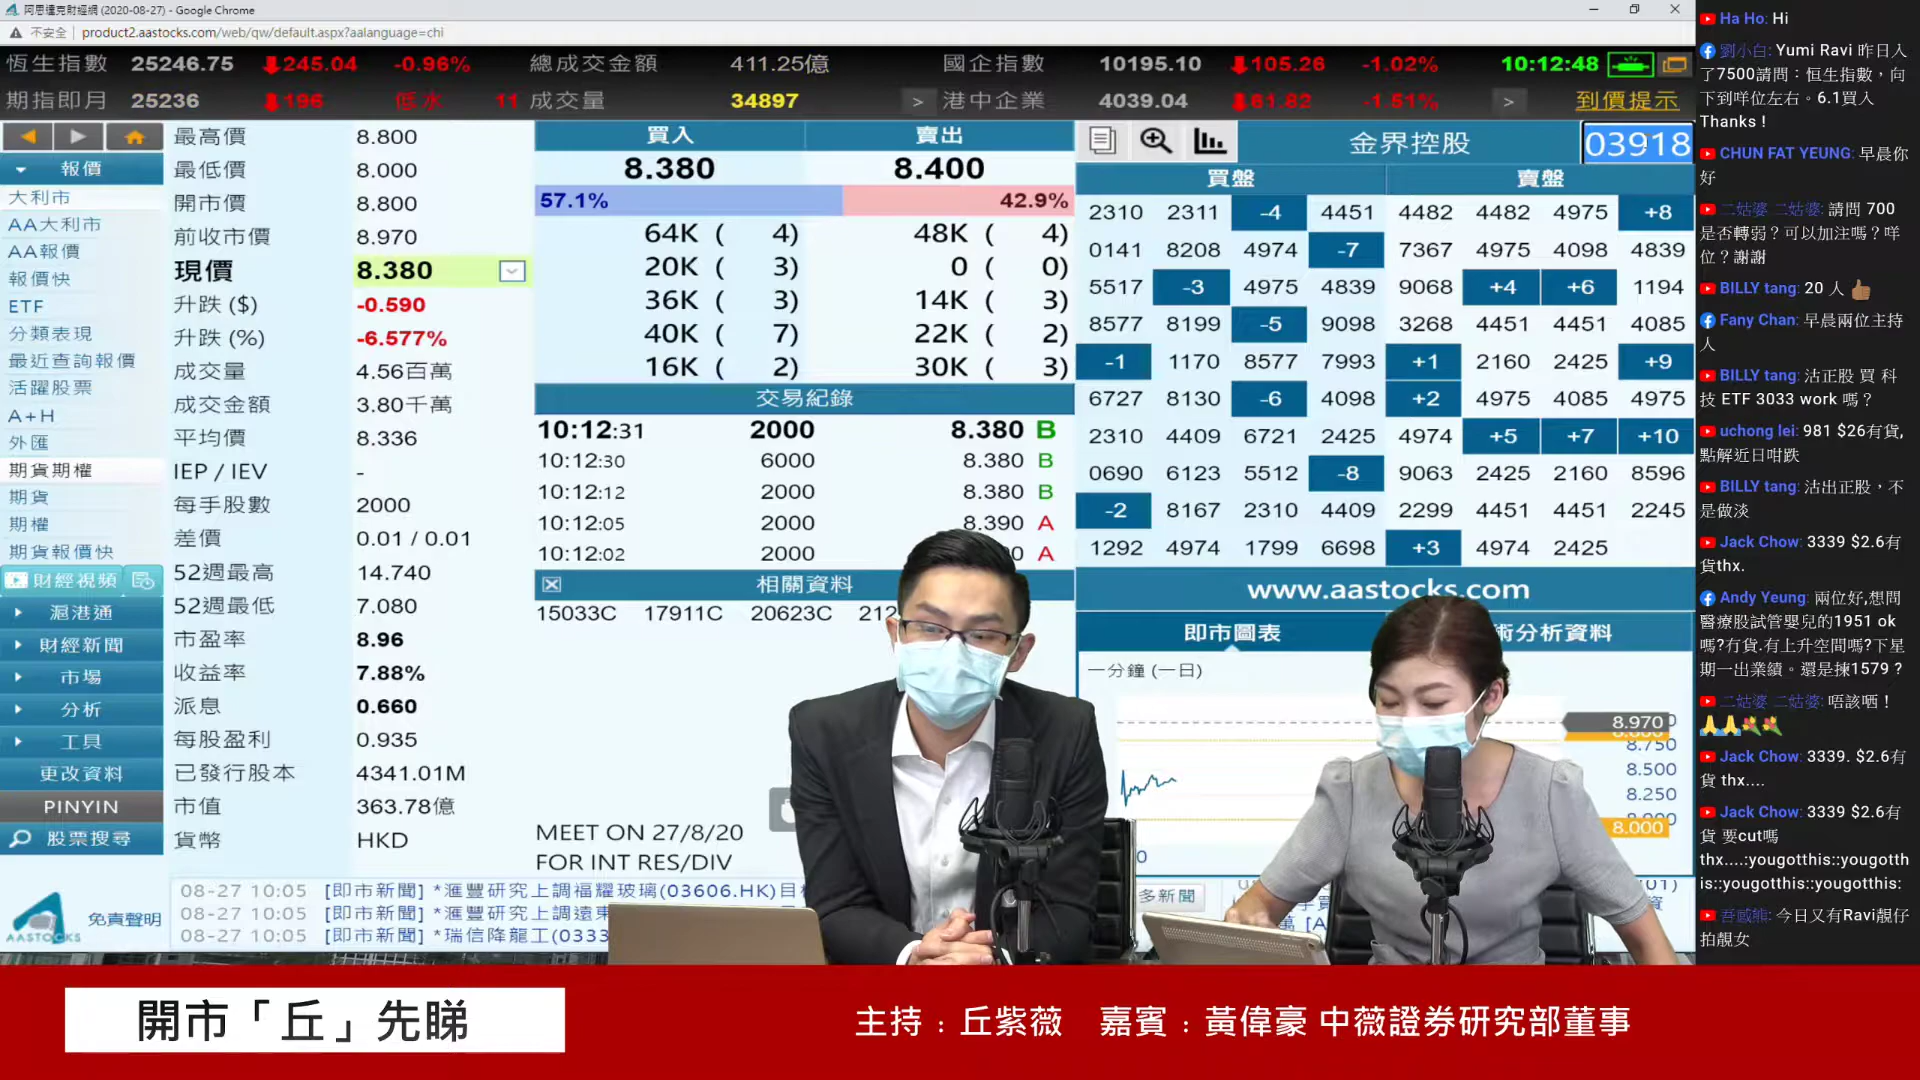 阿思達克財經網 (2020-08-27) - Google Chrome
不安全 | product2.aastocks.com/web/qw/default.aspx?aalanguage=chi
恆生指數 25246.75 245.04 -0.96% 總成交金額 411.25億 國企指數 10195.10 105.26 -1.02% 10:12:48
期指即月 25236 196 低水 11 成交量 34897 > 港中企業 4039.04 61.82 -1.51% > 到價提示
報價
大利市
AA大利市
AA報價
報價快
ETF
分類表現
最近查詢報價
活躍股票
A+H
外匯
期貨期權
期貨
期權
期貨報價快
財經視頻
滬港通
財經新聞
市場
分析
工具
更改資料
PINYIN
股票搜尋
AASTOCKS 免責聲明
最高價 8.800
最低價 8.000
開市價 8.800
前收市價 8.970
現價 8.380
升跌 ($) -0.590
升跌 (%) -6.577%
成交量 4.56百萬
成交金額 3.80千萬
平均價 8.336
IEP / IEV -
每手股數 2000
差價 0.01 / 0.01
52週最高 14.740
52週最低 7.080
市盈率 8.96
收益率 7.88%
派息 0.660
每股盈利 0.935
已發行股本 4341.01M
市值 363.78億
貨幣 HKD
買入 賣出
8.380 8.400
57.1% 42.9%
64K ( 4) 48K ( 4)
20K ( 3) 0 ( 0)
36K ( 3) 14K ( 3)
40K ( 7) 22K ( 2)
16K ( 2) 30K ( 3)
交易紀錄
10:12:31 2000 8.380 B
10:12:30 6000 8.380 B
10:12:12 2000 8.380 B
10:12:05 2000 8.390 A
10:12:02 2000 A
相關資料
15033C 17911C 20623C 212
MEET ON 27/8/20
FOR INT RES/DIV
金界控股 03918
買盤 賣盤
2310 2311 -4 4451 4482 4482 4975 +8
0141 8208 4974 -7 7367 4975 4098 4839
5517 -3 4975 4839 9068 +4 +6 1194
8577 8199 -5 9098 3268 4451 4451 4085
-1 1170 8577 7993 +1 2160 2425 +9
6727 8130 -6 4098 +2 4975 4085 4975
2310 4409 6721 2425 4974 +5 +7 +10
0690 6123 5512 -8 9063 2425 2160 8596
-2 8167 2310 4409 2299 4451 4451 2245
1292 4974 1799 6698 +3 4974 2425
www.aastocks.com
即市圖表 術分析資料
一分鐘 (一日)
8.970
8.750
8.500
8.250
8.000
08-27 10:05 [即市新聞] *滙豐研究上調福耀玻璃(03606.HK)目
08-27 10:05 [即市新聞] *滙豐研究上調遠東
08-27 10:05 [即市新聞] *瑞信降龍工(0333
多新聞
Ha Ho: Hi
劉小白: Yumi Ravi 昨日入
了7500請問：恒生指數，向
下到咩位左右。6.1買入
Thanks !
CHUN FAT YEUNG: 早晨你
好
二姑婆 二姑婆: 請問 700
是否轉弱？可以加注嗎？咩
位？謝謝
BILLY tang: 20 人
Fany Chan: 早晨兩位主持
人
BILLY tang: 沽正股 買 科
技 ETF 3033 work 嗎？
uchong lei: 981 $26有貨,
點解近日咁跌
BILLY tang: 沽出正股，不
是做淡
Jack Chow: 3339 $2.6有
貨thx.
Andy Yeung: 兩位好,想問
醫療股試管嬰兒的1951 ok
嗎?冇貨.有上升空間嗎?下星
期一出業績。還是揀1579 ?
二姑婆 二姑婆: 唔該哂！
🙏🙏💐💐
Jack Chow: 3339. $2.6有
貨 thx....
Jack Chow: 3339 $2.6有
貨 要cut嗎
thx....:yougotthis::yougotth
is::yougotthis::yougotthis:
今日又有Ravi靚仔
拍靚女
開市「丘」先睇
主持：丘紫薇 嘉賓：黃偉豪 中薇證券研究部董事